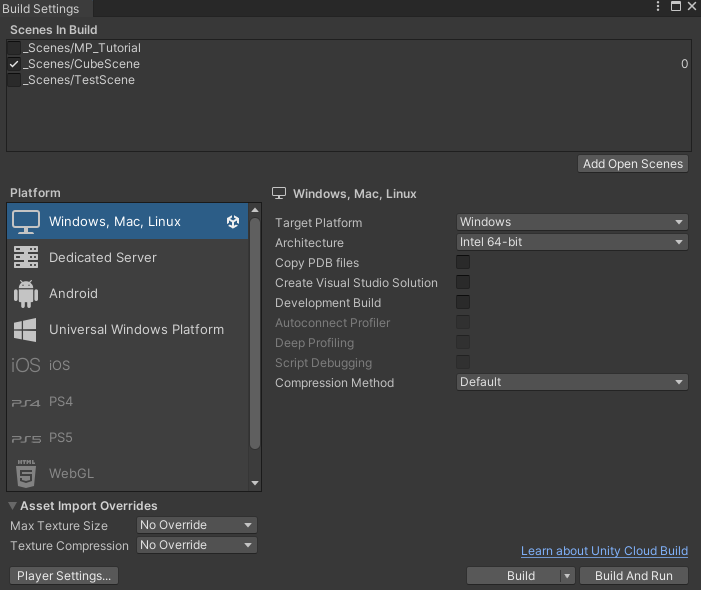 Build Settings
Scenes In Build
_Scenes/MP_Tutorial
_Scenes/CubeScene 0
_Scenes/TestScene
Add Open Scenes
Platform
Windows, Mac, Linux
Dedicated Server
Android
Universal Windows Platform
iOS iOS
PS4 PS4
PS5 PS5
HTML 5 WebGL
Windows, Mac, Linux
Target Platform Windows
Architecture Intel 64-bit
Copy PDB files
Create Visual Studio Solution
Development Build
Autoconnect Profiler
Deep Profiling
Script Debugging
Compression Method Default
Asset Import Overrides
Max Texture Size No Override
Texture Compression No Override
Learn about Unity Cloud Build
Player Settings... Build Build And Run